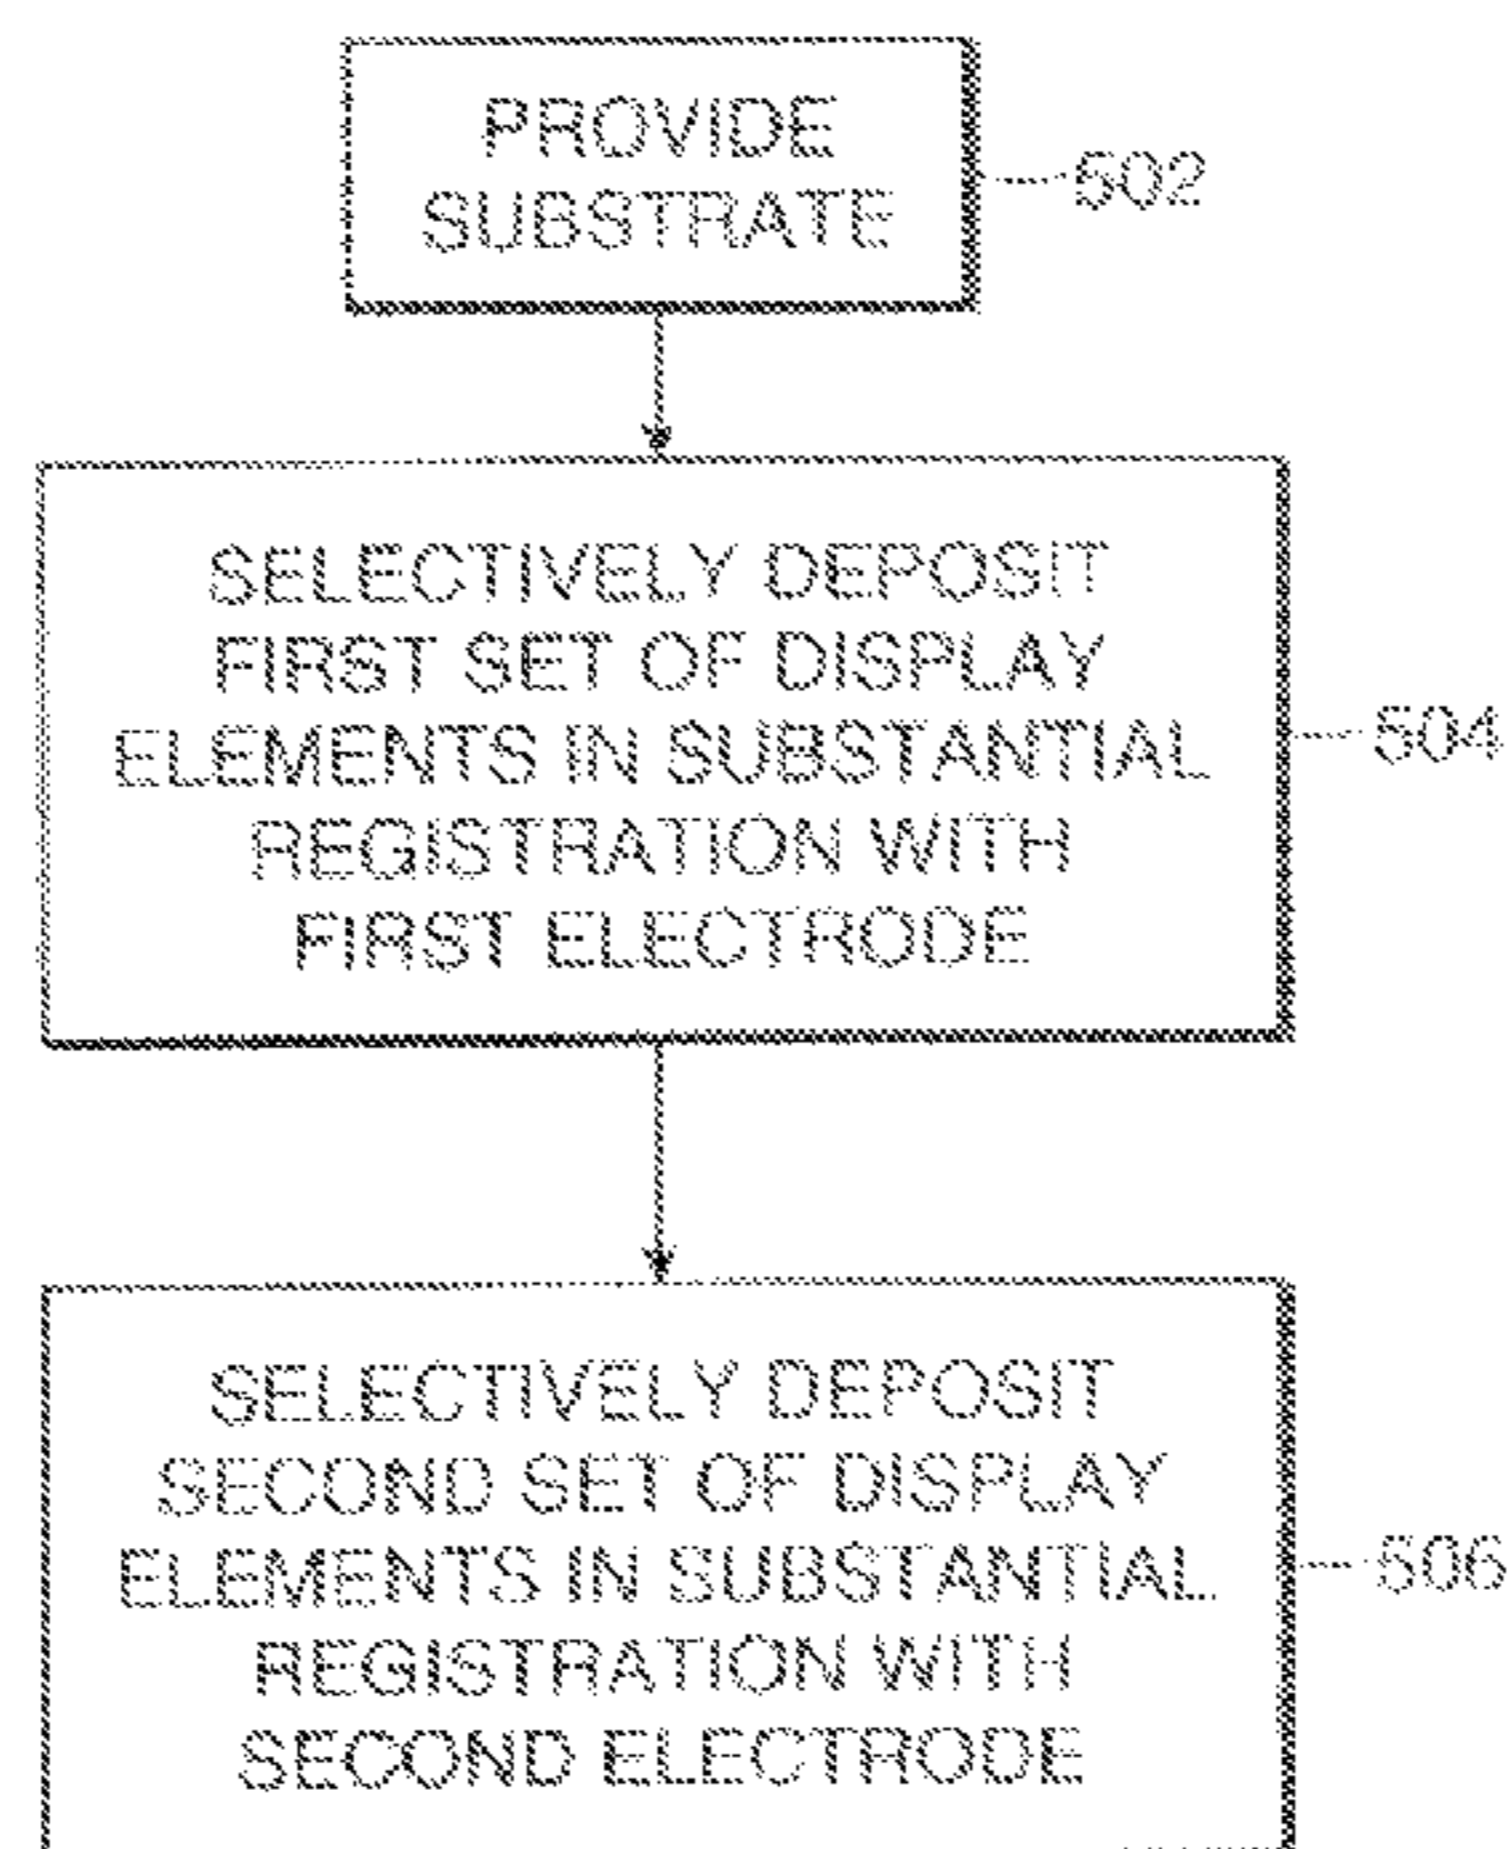 PROVIDE
SUBSTRATE
502
SELECTIVELY DEPOSIT
FIRST SET OF DISPLAY
ELEMENTS IN SUBSTANTIAL
REGISTRATION WITH
FIRST ELECTRODE
504
SELECTIVELY DEPOSIT
SECOND SET OF DISPLAY
ELEMENTS IN SUBSTANTIAL
REGISTRATION WITH
SECOND ELECTRODE
506